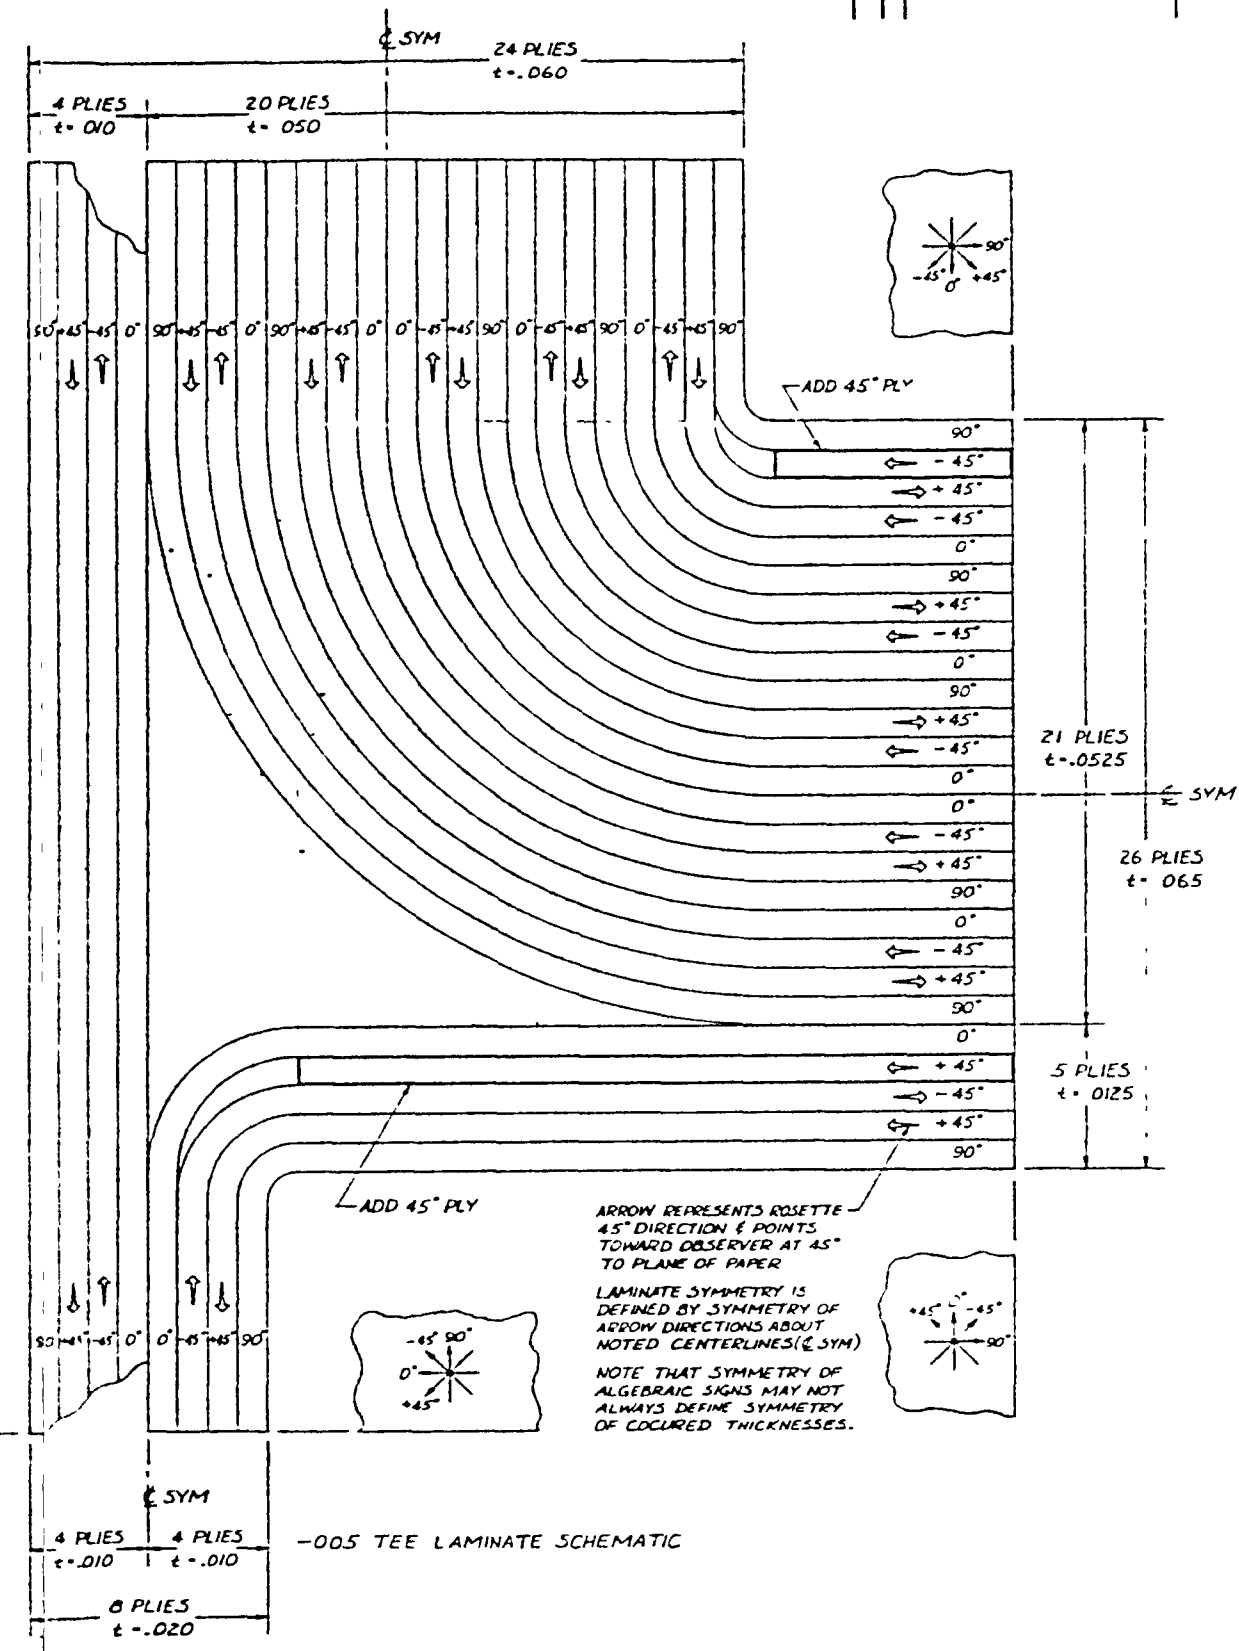 ℄ SYM
24 PLIES
t=.060
4 PLIES
t=.010
20 PLIES
t=.050
90°
-45° 0° +45°
90° +45° -45° 0° 90° +45° -45° 0° 90° +45° -45° 0° 0° -45° +45° 90° 0° -45° +45° 90° 0° -45° +45° 90°
ADD 45° PLY
90°
-45°
+45°
-45°
0°
90°
+45°
-45°
0°
90°
+45°
-45°
0°
0°
-45°
+45°
90°
0°
-45°
+45°
90°
0°
+45°
-45°
+45°
90°
21 PLIES
t=.0525
℄ SYM
26 PLIES
t=.065
5 PLIES
t=.0125
ADD 45° PLY
ARROW REPRESENTS ROSETTE
45° DIRECTION & POINTS
TOWARD OBSERVER AT 45°
TO PLANE OF PAPER
LAMINATE SYMMETRY IS
DEFINED BY SYMMETRY OF
ARROW DIRECTIONS ABOUT
NOTED CENTERLINES (℄ SYM)
NOTE THAT SYMMETRY OF
ALGEBRAIC SIGNS MAY NOT
ALWAYS DEFINE SYMMETRY
OF COCURED THICKNESSES.
90 +45° -45° 0° 0° -45° +45° 90°
-45° 90°
0°
+45°
+45° -45°
90°
℄ SYM
4 PLIES
t=.010
4 PLIES
t=.010
-005 TEE LAMINATE SCHEMATIC
8 PLIES
t=.020